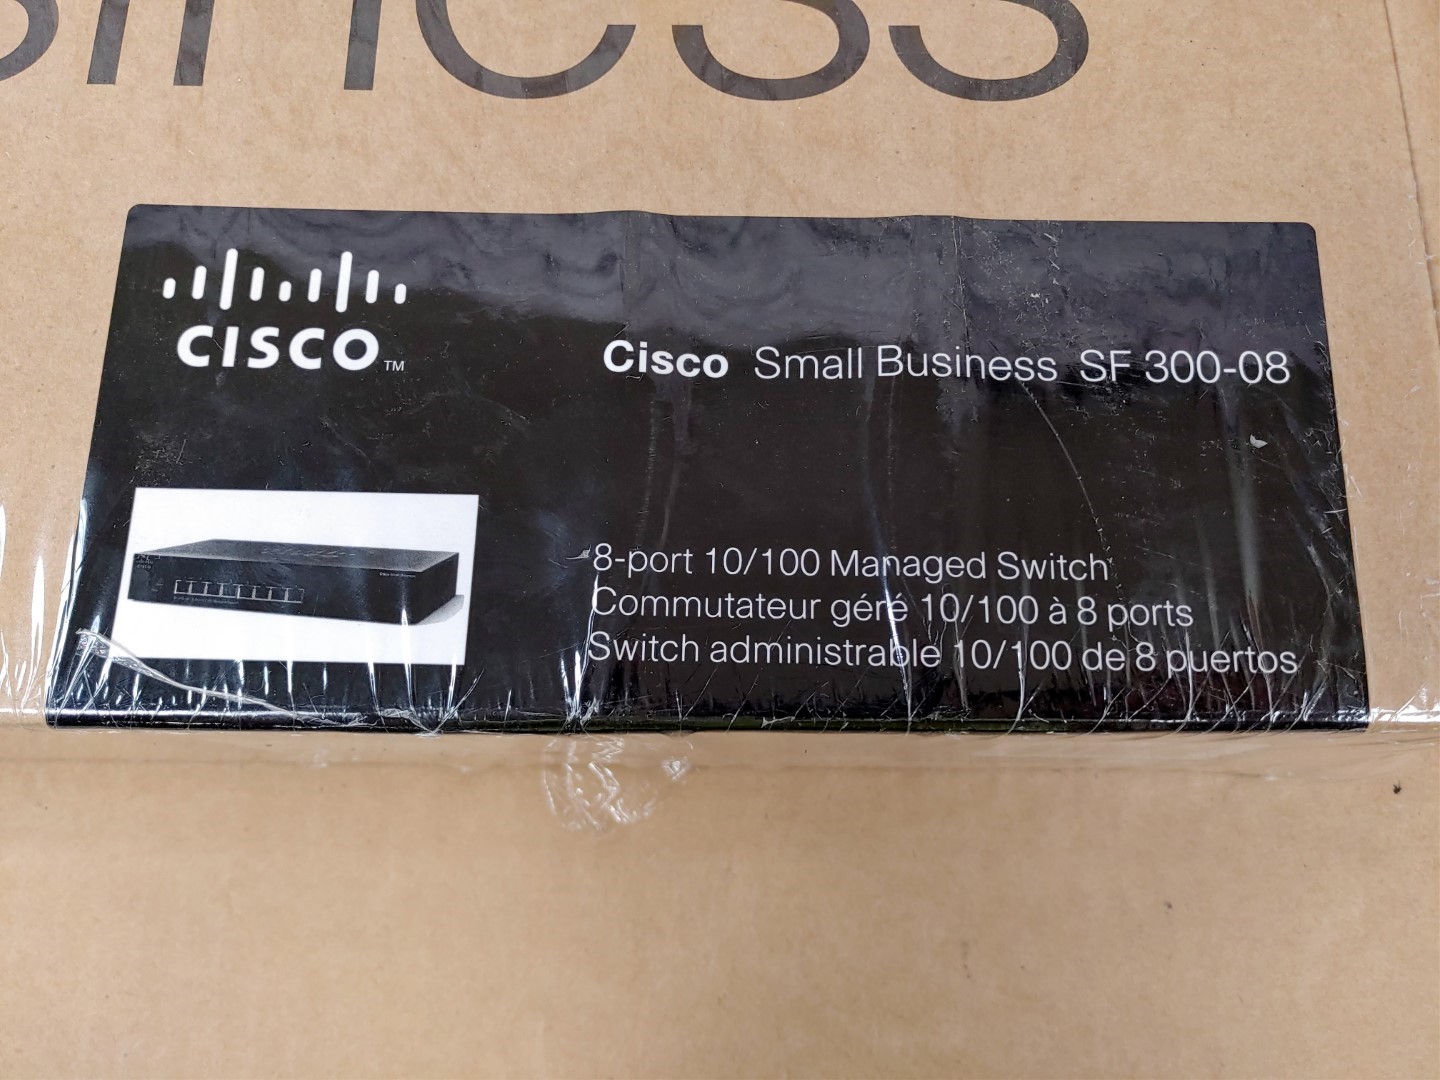 CISCO™
Cisco Small Business SF 300-08
8-port 10/100 Managed Switch
Commutateur géré 10/100 à 8 ports
Switch administrable 10/100 de 8 puertos